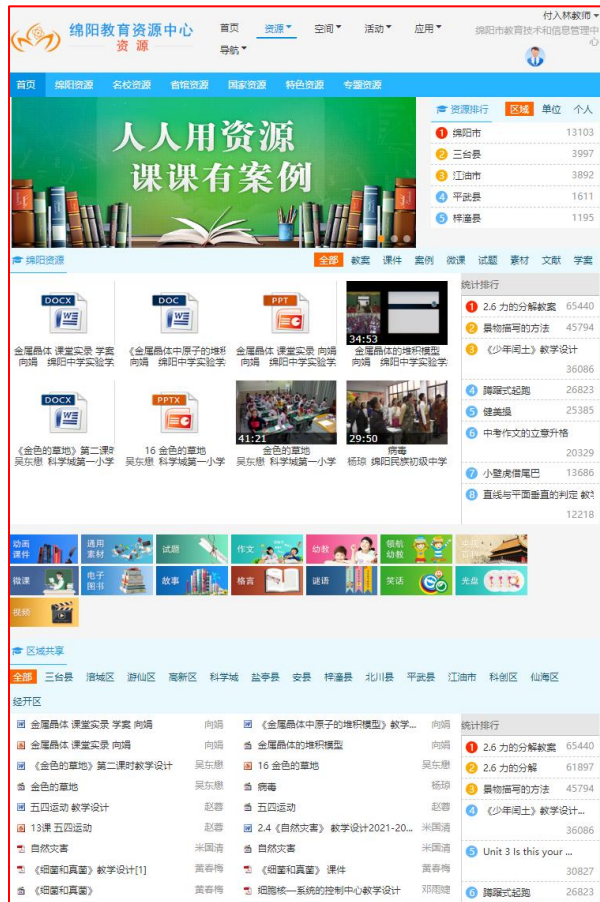 绵阳教育资源中心
资 源
首页 资源 空间 活动 应用
导航
付入林教师
绵阳市教育技术和信息管理中
心
首页 绵阳资源 名校资源 省馆资源 国家资源 特色资源 专题资源
人人用资源
课课有案例
资源排行 区域 单位 个人
1 绵阳市 13103
2 三台县 3997
3 江油市 3892
4 平武县 1611
5 梓潼县 1195
绵阳资源
全部 教案 课件 案例 微课 试题 素材 文献 学案
DOCX DOC PPT 34:53
金属晶体 课堂实录 学案 《金属晶体中原子的堆积 金属晶体 课堂实录 向娟 金属晶体的堆积模型
向娟 绵阳中学实验学 向娟 绵阳中学实验学 向娟 绵阳中学实验学 向娟 绵阳中学实验学
DOCX PPTX 41:21 29:50
《金色的草地》第二课时 16 金色的草地 金色的草地 病毒
吴东懋 科学城第一小学 吴东懋 科学城第一小学 吴东懋 科学城第一小学 杨琼 绵阳民族初级中学
统计排行
1 2.6 力的分解教案 65440
2 景物描写的方法 45794
3 《少年闰土》教学设计
36086
4 蹲踞式起跑 26823
5 健美操 25385
6 中考作文的立意升格
20329
7 小壁虎借尾巴 13686
8 直线与平面垂直的判定 教
12218
动画课件 通用素材 试题 作文 幼教 领航幼教
微课 电子图书 故事 格言 谜语 笑话 光盘
视频
区域共享
全部 三台县 涪城区 游仙区 高新区 科学城 盐亭县 安县 梓潼县 北川县 平武县 江油市 科创区 仙海区
经开区
金属晶体 课堂实录 学案 向娟 向娟 《金属晶体中原子的堆积模型》教学... 向娟
金属晶体 课堂实录 向娟 向娟 金属晶体的堆积模型 向娟
《金色的草地》第二课时教学设计 吴东懋 16 金色的草地 吴东懋
金色的草地 吴东懋 病毒 杨琼
五四运动 教学设计 赵蓉 五四运动 赵蓉
13课 五四运动 赵蓉 2.4《自然灾害》 教学设计2021-20... 米国清
自然灾害 米国清 自然灾害 米国清
《细菌和真菌》教学设计[1] 黄春梅 《细菌和真菌》 课件 黄春梅
《细菌和真菌》 黄春梅 细胞核—系统的控制中心教学设计 邓雨婕
统计排行
1 2.6 力的分解教案 65440
2 2.6 力的分解 61897
3 景物描写的方法 45794
4 《少年闰土》教学设计...
36086
5 Unit 3 Is this your ...
30827
6 蹲踞式起跑 26823